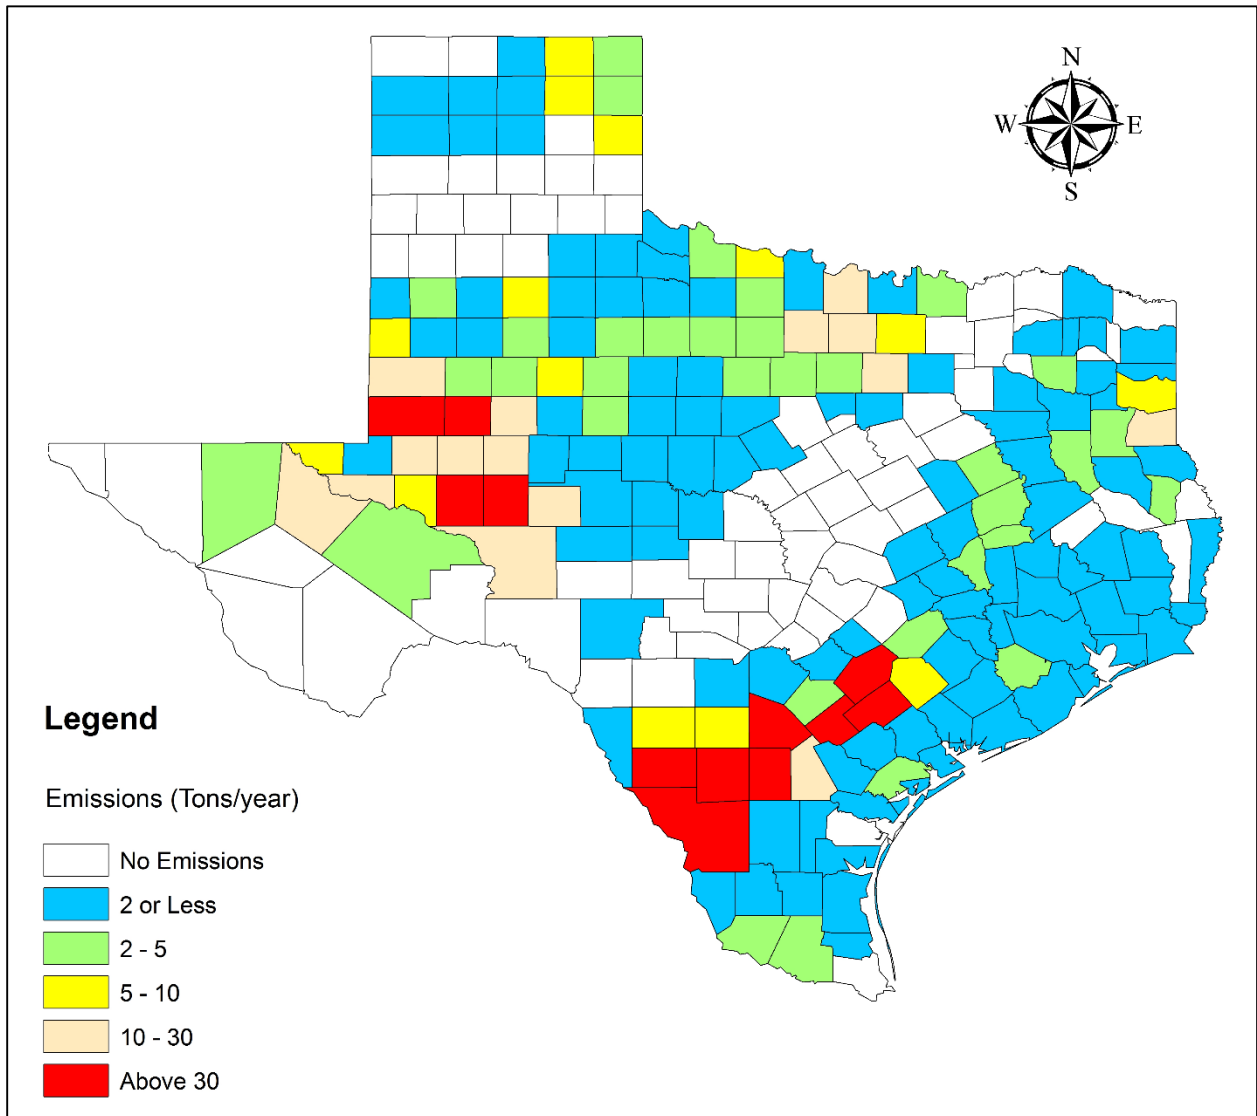 N
W E
S
Legend
Emissions (Tons/year)
No Emissions
2 or Less
2 - 5
5 - 10
10 - 30
Above 30